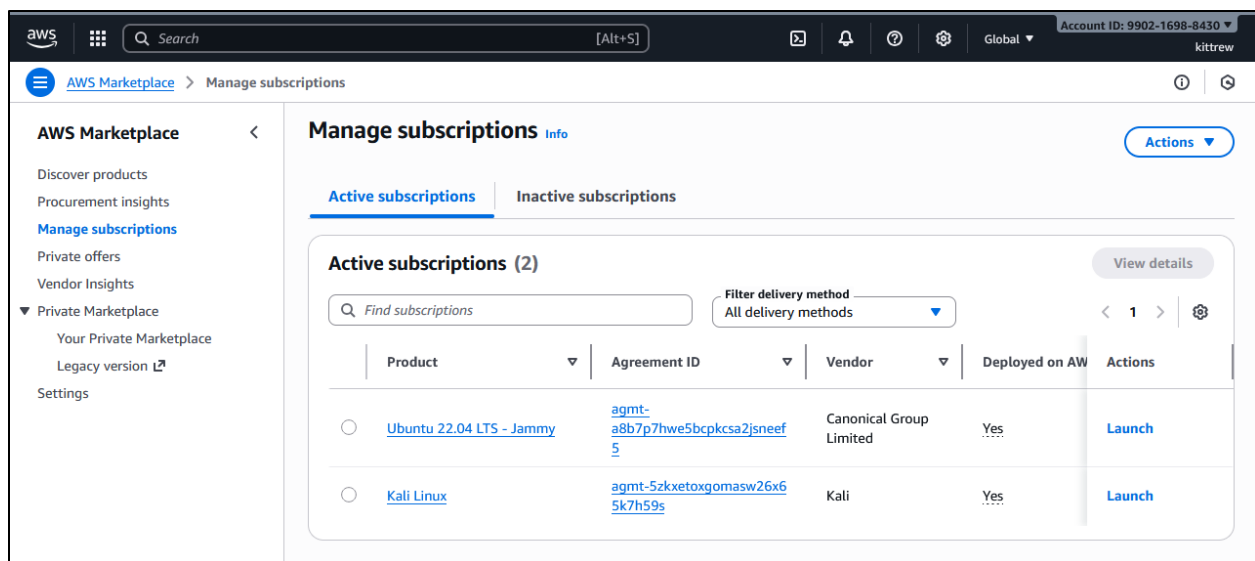 aws
Search
[Alt+S]
Global
Account ID: 9902-1698-8430
kittrew
AWS Marketplace > Manage subscriptions
AWS Marketplace
Discover products
Procurement insights
Manage subscriptions
Private offers
Vendor Insights
Private Marketplace
Your Private Marketplace
Legacy version
Settings
Manage subscriptions Info
Actions
Active subscriptions
Inactive subscriptions
Active subscriptions (2)
View details
Find subscriptions
Filter delivery method
All delivery methods
1
Product
Agreement ID
Vendor
Deployed on AW
Actions
Ubuntu 22.04 LTS - Jammy
agmt-
a8b7p7hwe5bcpkcsa2jsneef
5
Canonical Group
Limited
Yes
Launch
Kali Linux
agmt-5zkxetoxgomasw26x6
5k7h59s
Kali
Yes
Launch